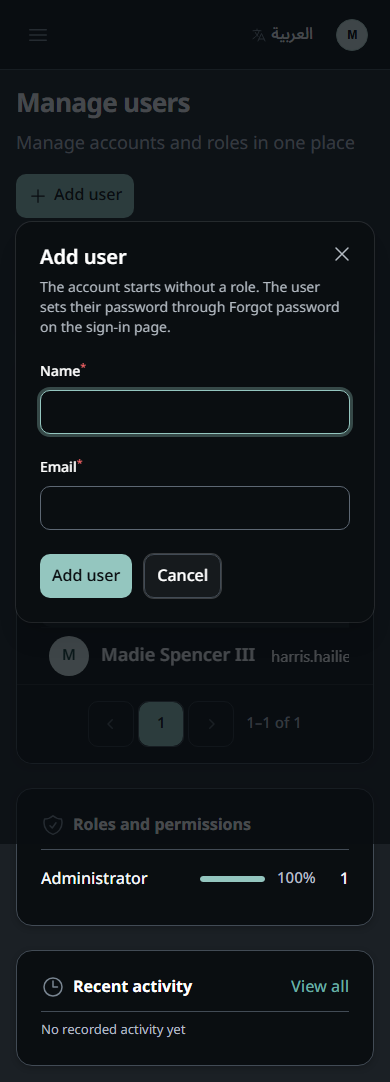 العربية
M
Manage users
Manage accounts and roles in one place
Add user
Add user
The account starts without a role. The user
sets their password through Forgot password
on the sign-in page.
Name*
Email*
Add user
Cancel
M
Madie Spencer III
harris.hailie
1
1–1 of 1
Roles and permissions
Administrator
100%
1
Recent activity
View all
No recorded activity yet